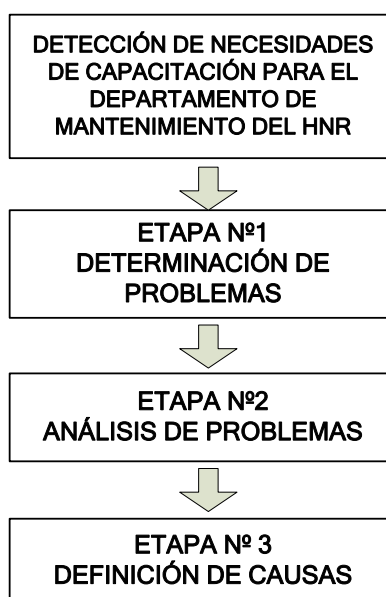 DETECCIÓN DE NECESIDADES
DE CAPACITACIÓN PARA EL
DEPARTAMENTO DE
MANTENIMIENTO DEL HNR
ETAPA Nº1
DETERMINACIÓN DE
PROBLEMAS
ETAPA Nº2
ANÁLISIS DE PROBLEMAS
ETAPA Nº 3
DEFINICIÓN DE CAUSAS